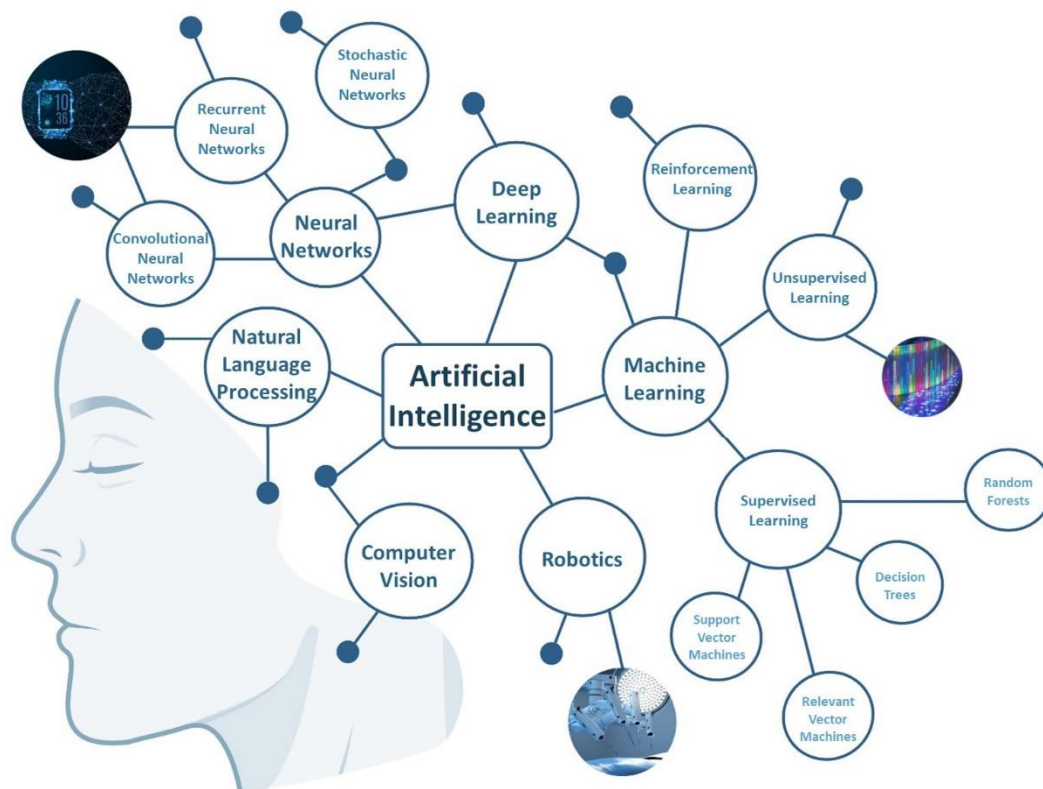 Stochastic
Neural
Networks
10
36
Recurrent
Neural
Networks
Deep
Learning
Reinforcement
Learning
Convolutional
Neural
Networks
Neural
Networks
Unsupervised
Learning
Natural
Language
Processing
Artificial
Intelligence
Machine
Learning
Supervised
Learning
Random
Forests
Computer
Vision
Robotics
Decision
Trees
Support
Vector
Machines
Relevant
Vector
Machines